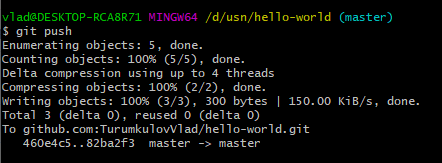 vlad@DESKTOP-RCA8R71 MINGW64 /d/usn/hello-world (master)
$ git push
Enumerating objects: 5, done.
Counting objects: 100% (5/5), done.
Delta compression using up to 4 threads
Compressing objects: 100% (2/2), done.
Writing objects: 100% (3/3), 300 bytes | 150.00 KiB/s, done.
Total 3 (delta 0), reused 0 (delta 0)
To github.com:TurumkulovVlad/hello-world.git
   460e4c5..82ba2f3  master -> master